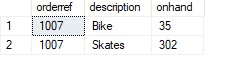 orderref description onhand
1 1007 Bike 35
2 1007 Skates 302